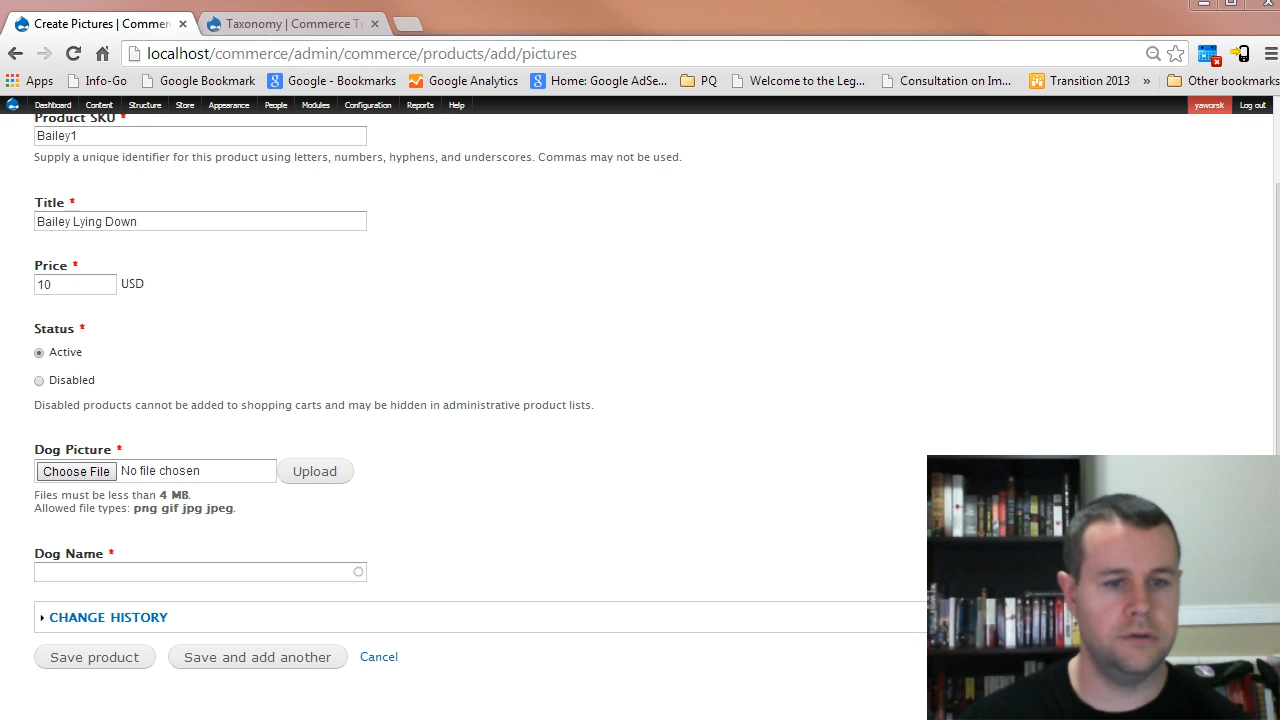 Create Pictures | Commer
Taxonomy | Commerce T
localhost/commerce/admin/commerce/products/add/pictures
Apps Info-Go Google Bookmark Google - Bookmarks Google Analytics Home: Google AdSe... PQ Welcome to the Leg... Consultation on Im... Transition 2013 » Other bookmarks
Dashboard Content Structure Store Appearance People Modules Configuration Reports Help yaworsk Log out
Product SKU *
Bailey1
Supply a unique identifier for this product using letters, numbers, hyphens, and underscores. Commas may not be used.
Title *
Bailey Lying Down
Price *
10 USD
Status *
Active
Disabled
Disabled products cannot be added to shopping carts and may be hidden in administrative product lists.
Dog Picture *
Choose File No file chosen Upload
Files must be less than 4 MB.
Allowed file types: png gif jpg jpeg.
Dog Name *
CHANGE HISTORY
Save product Save and add another Cancel